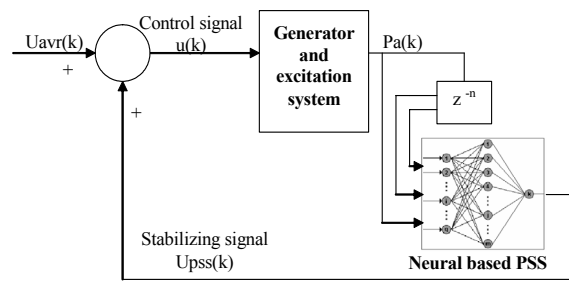 Uavr(k)
+
+
Control signal
u(k)
Generator
and
excitation
system
Pa(k)
z -n
Stabilizing signal
Upss(k)
Neural based PSS